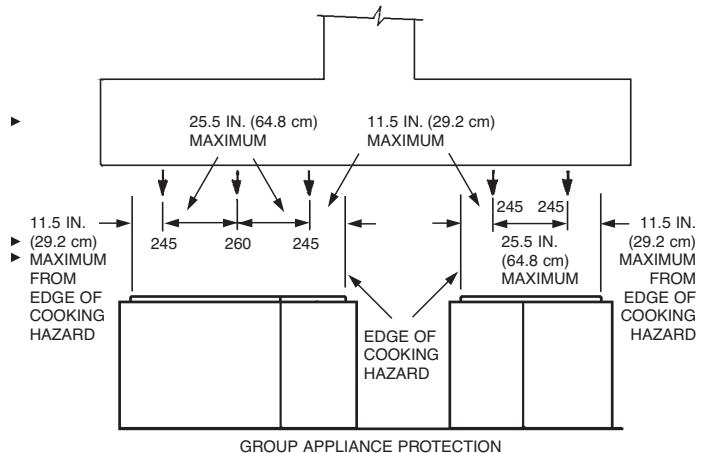 25.5 IN. (64.8 cm)
MAXIMUM
11.5 IN. (29.2 cm)
MAXIMUM
11.5 IN.
(29.2 cm)
MAXIMUM
FROM
EDGE OF
COOKING
HAZARD
245
260
245
245
245
25.5 IN.
(64.8 cm)
MAXIMUM
11.5 IN.
(29.2 cm)
MAXIMUM
FROM
EDGE OF
COOKING
HAZARD
EDGE OF
COOKING
HAZARD
GROUP APPLIANCE PROTECTION